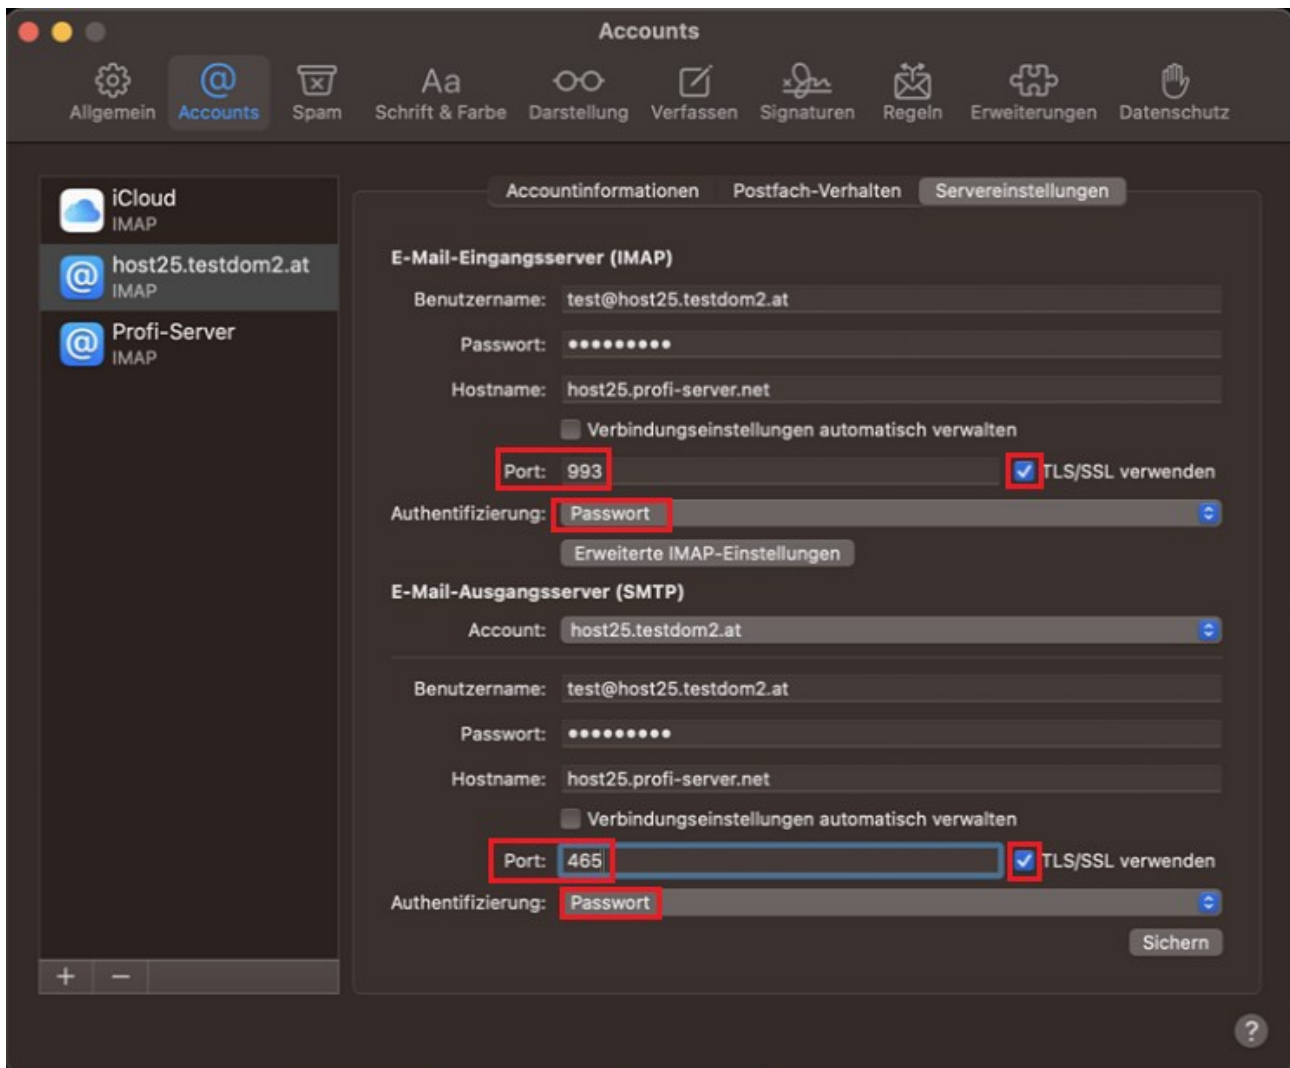 Accounts
Allgemein Accounts Spam Schrift & Farbe Darstellung Verfassen Signaturen Regeln Erweiterungen Datenschutz
iCloud
IMAP
host25.testdom2.at
IMAP
Profi-Server
IMAP
Accountinformationen Postfach-Verhalten Servereinstellungen
E-Mail-Eingangsserver (IMAP)
Benutzername: test@host25.testdom2.at
Passwort: •••••••••
Hostname: host25.profi-server.net
Verbindungseinstellungen automatisch verwalten
Port: 993 TLS/SSL verwenden
Authentifizierung: Passwort
Erweiterte IMAP-Einstellungen
E-Mail-Ausgangsserver (SMTP)
Account: host25.testdom2.at
Benutzername: test@host25.testdom2.at
Passwort: •••••••••
Hostname: host25.profi-server.net
Verbindungseinstellungen automatisch verwalten
Port: 465 TLS/SSL verwenden
Authentifizierung: Passwort
Sichern
+ −
?